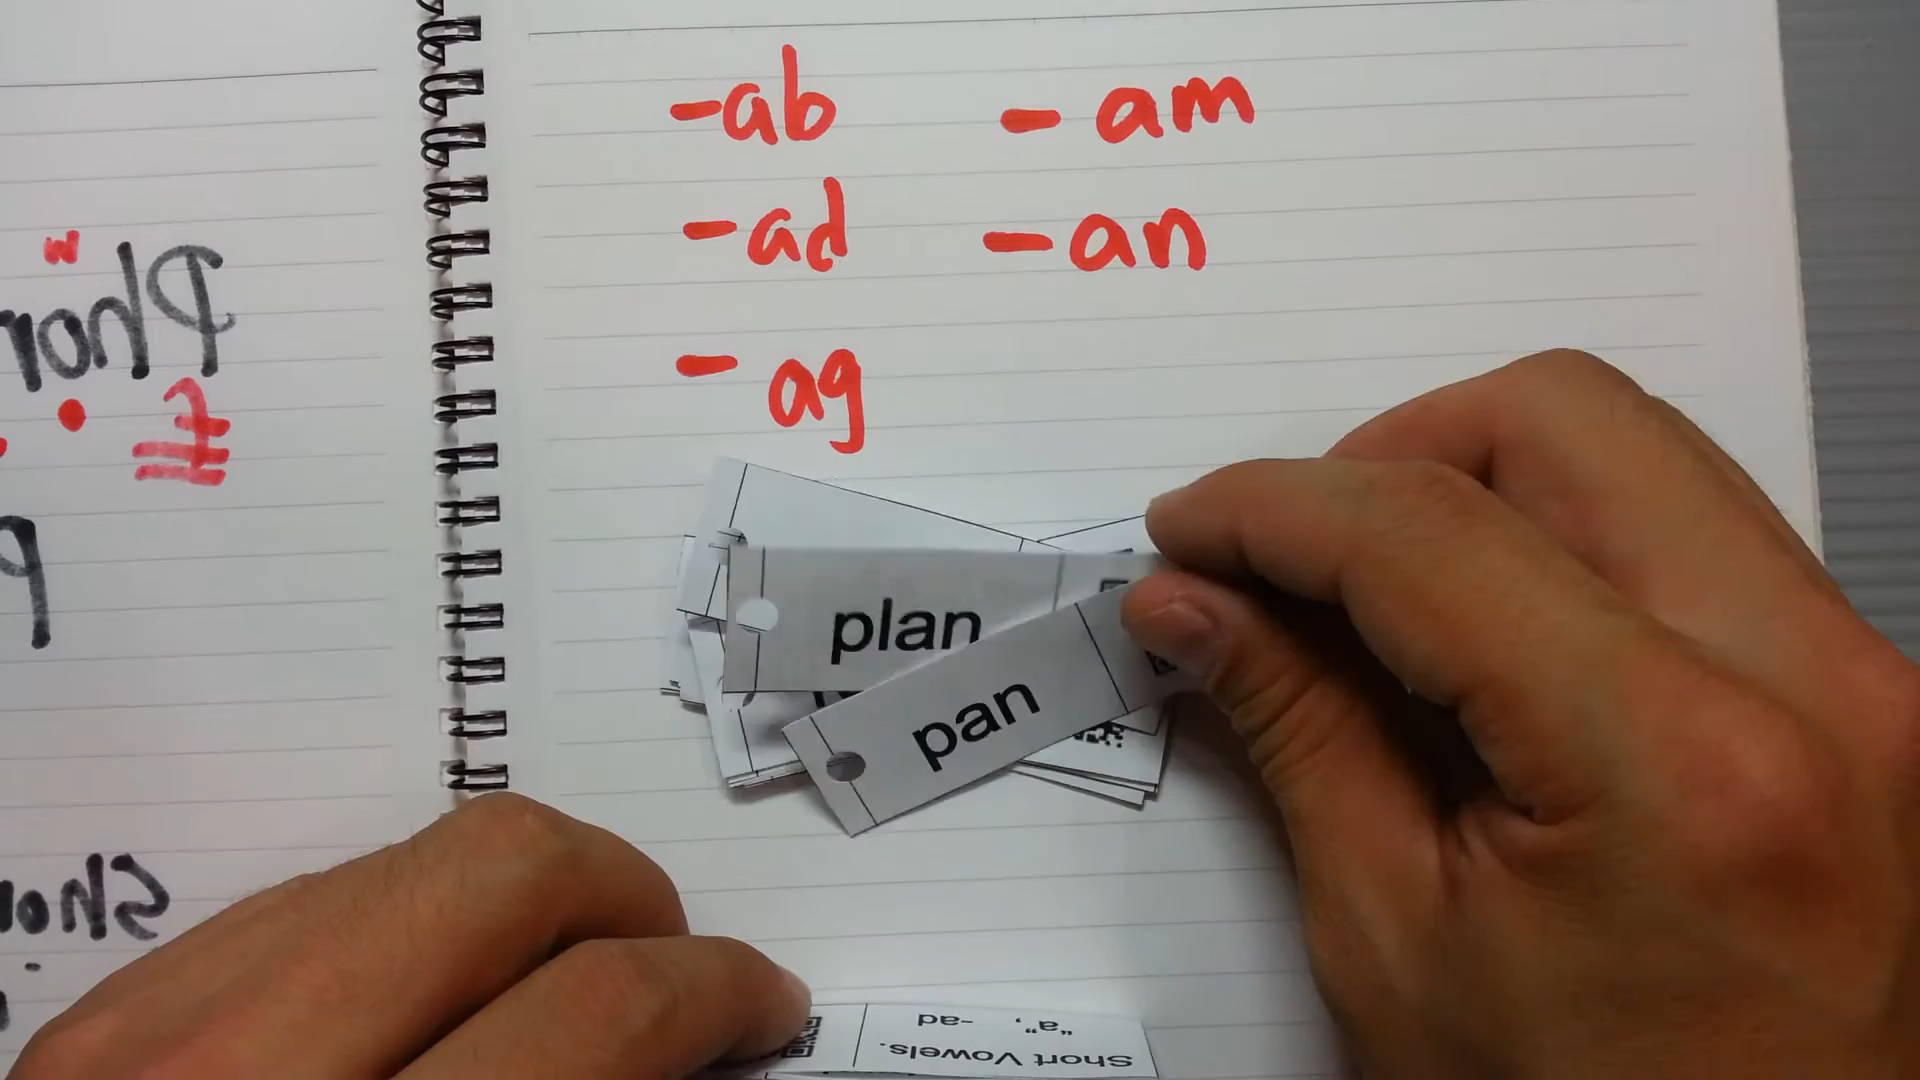 -ab - am
-ad - an
- ag
plan
pan
Short Vowels.
"a", -ad